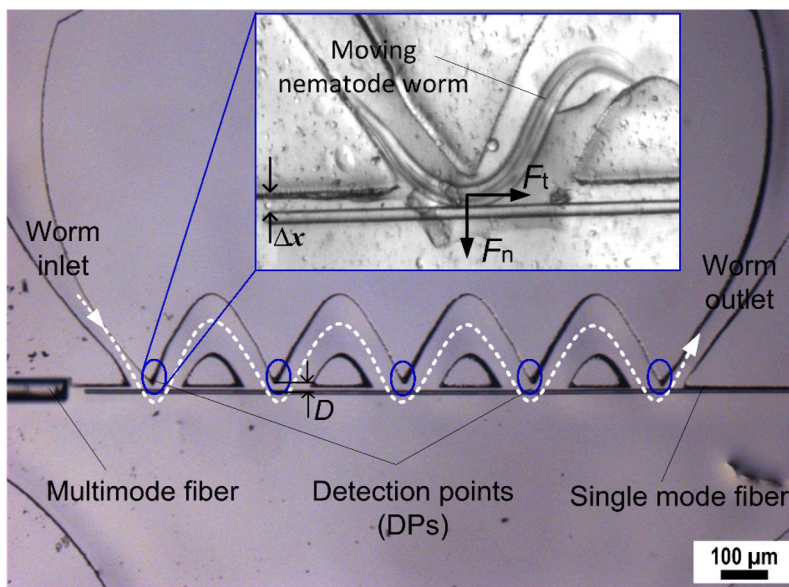 Moving
nematode worm
Ft
Δx
Fn
Worm
inlet
Worm
outlet
D
Multimode fiber
Detection points
(DPs)
Single mode fiber
100 μm